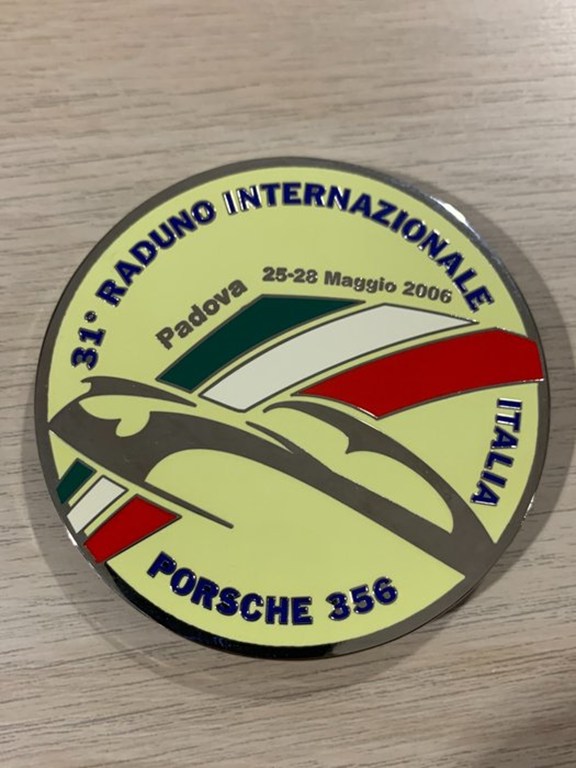 31° RADUNO INTERNAZIONALE
Padova
25-28 Maggio 2006
ITALIA
PORSCHE 356